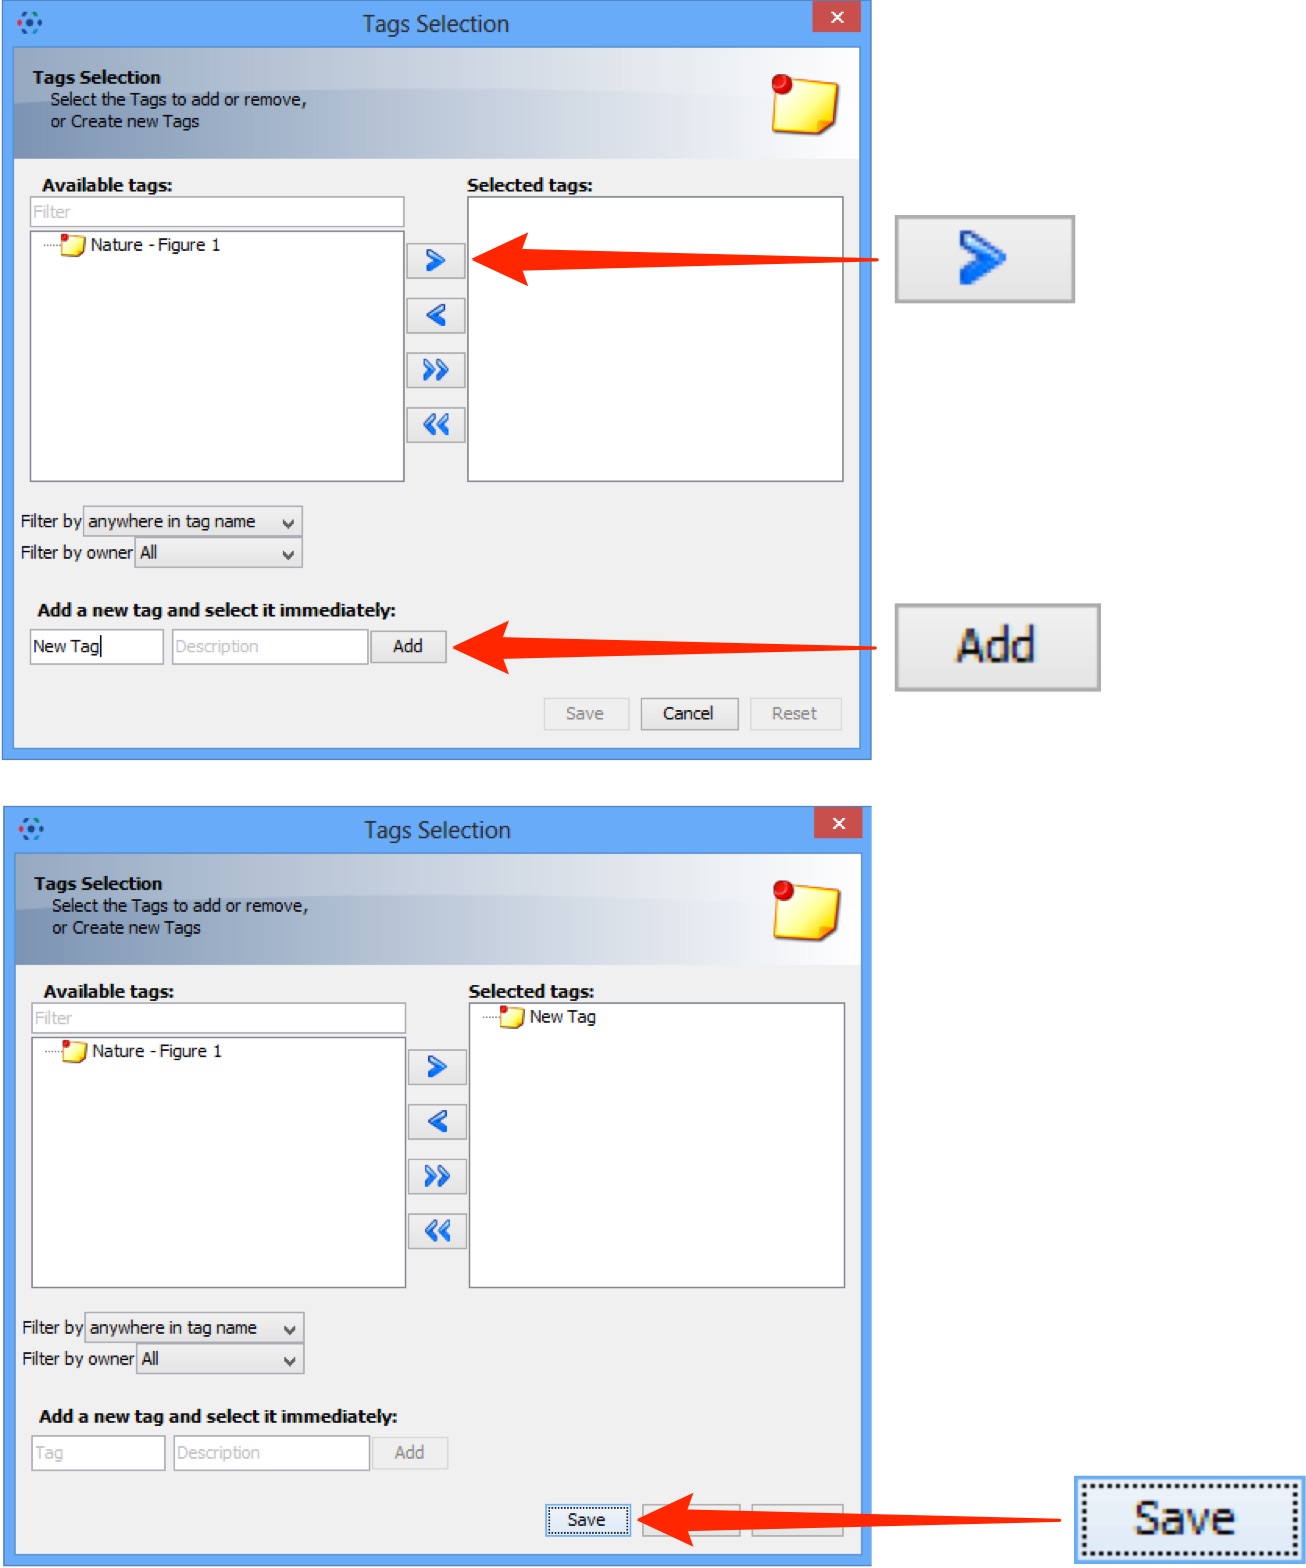 Tags Selection
Tags Selection
Select the Tags to add or remove,
or Create new Tags
Available tags:
Selected tags:
Filter
Nature - Figure 1
Filter by anywhere in tag name
Filter by owner All
Add a new tag and select it immediately:
New Tag Description Add
Add
Save Cancel Reset
Tags Selection
Tags Selection
Select the Tags to add or remove,
or Create new Tags
Available tags:
Selected tags:
Filter
New Tag
Nature - Figure 1
Filter by anywhere in tag name
Filter by owner All
Add a new tag and select it immediately:
Tag Description Add
Save
Save